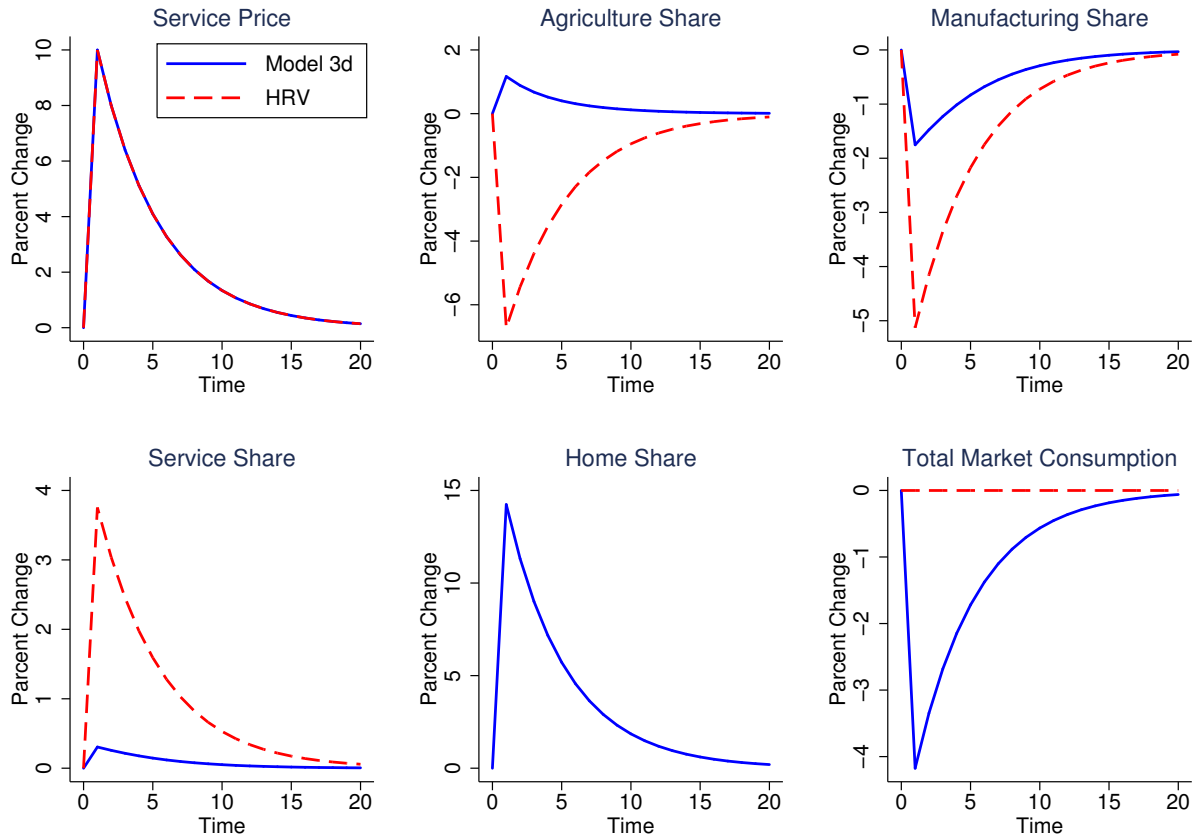 Service Price
Parcent Change
0 2 4 6 8 10
0 5 10 15 20
Time
Model 3d
HRV
Agriculture Share
Parcent Change
−6 −4 −2 0 2
0 5 10 15 20
Time
Manufacturing Share
Parcent Change
−5 −4 −3 −2 −1 0
0 5 10 15 20
Time
Service Share
Parcent Change
0 1 2 3 4
0 5 10 15 20
Time
Home Share
Parcent Change
0 5 10 15
0 5 10 15 20
Time
Total Market Consumption
Parcent Change
−4 −3 −2 −1 0
0 5 10 15 20
Time